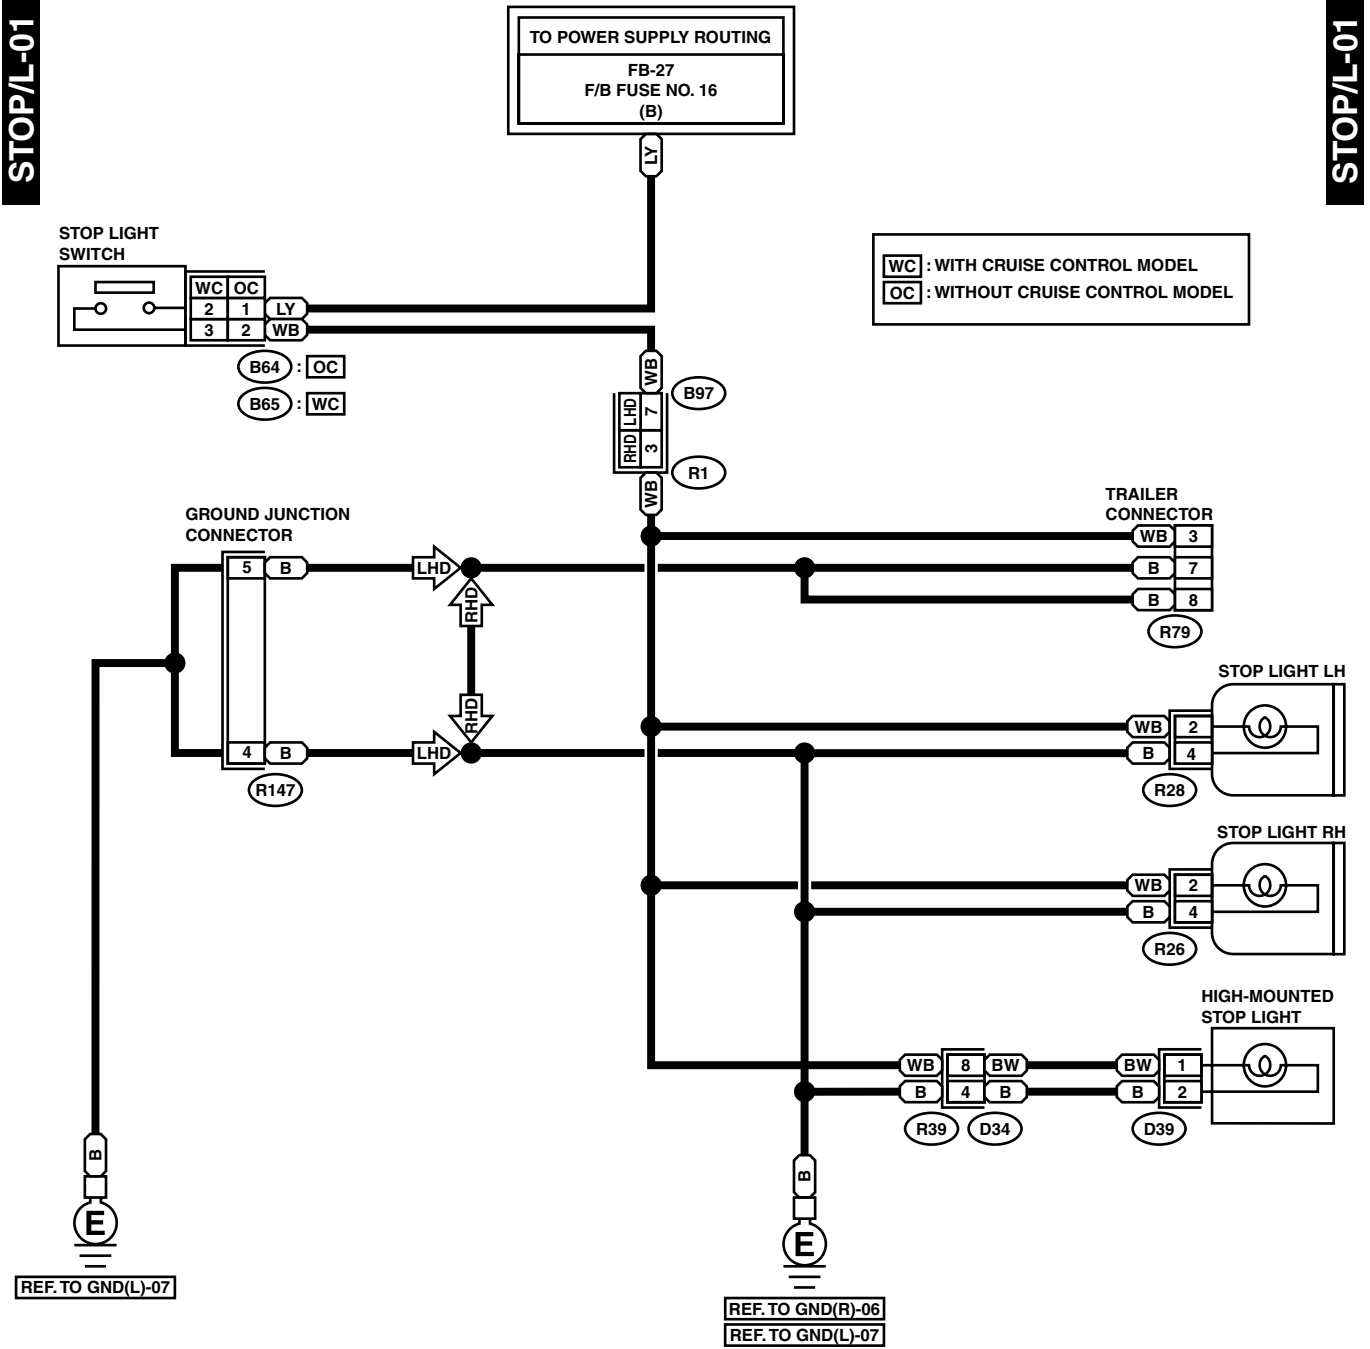 STOP/L-01
STOP/L-01
TO POWER SUPPLY ROUTING
FB-27
F/B FUSE NO. 16
(B)
LY
STOP LIGHT
SWITCH
WC OC
2 1 LY
3 2 WB
B64 : OC
B65 : WC
WC : WITH CRUISE CONTROL MODEL
OC : WITHOUT CRUISE CONTROL MODEL
WB
B97
LHD 7
RHD 3
R1
WB
GROUND JUNCTION
CONNECTOR
5 B
LHD
RHD
RHD
4 B
LHD
R147
TRAILER
CONNECTOR
WB 3
B 7
B 8
R79
STOP LIGHT LH
WB 2
B 4
R28
STOP LIGHT RH
WB 2
B 4
R26
HIGH-MOUNTED
STOP LIGHT
WB 8 BW BW 1
B 4 B B 2
R39 D34 D39
B
E
REF. TO GND(L)-07
B
E
REF. TO GND(R)-06
REF. TO GND(L)-07